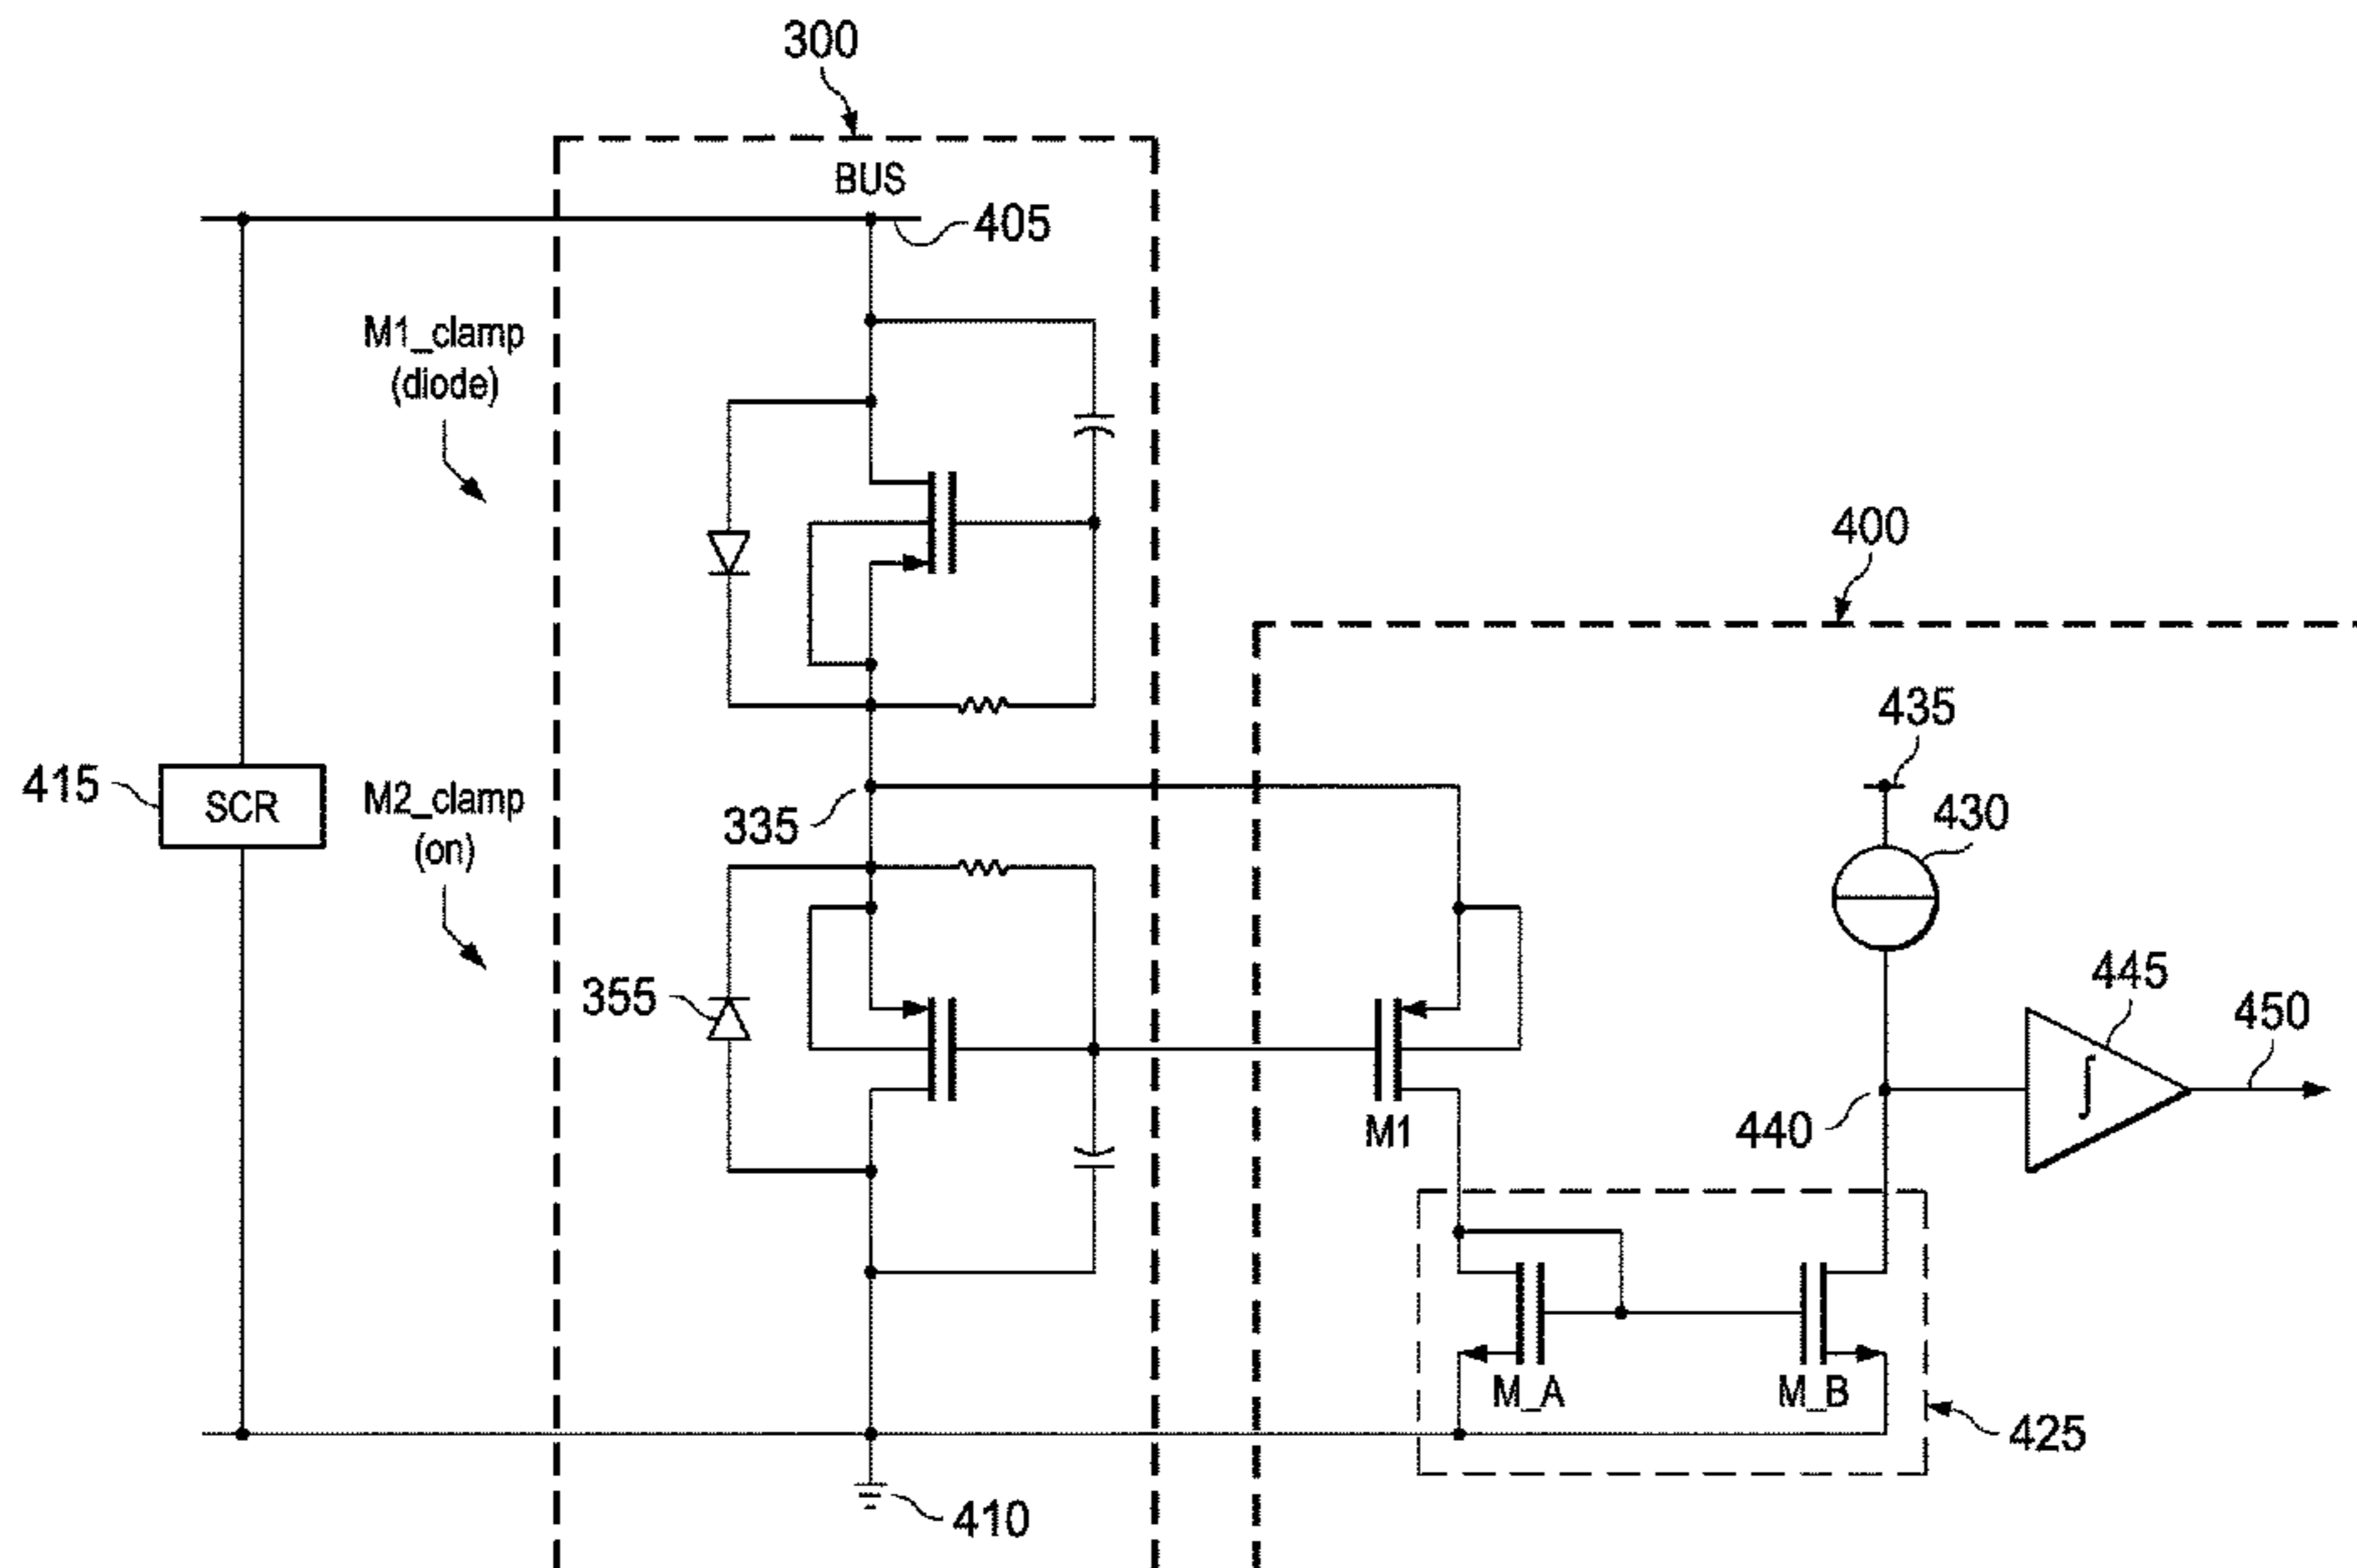 300
BUS
405
M1_clamp
(diode)
400
435
415
SCR
M2_clamp
(on)
335
430
355
445
450
M1
440
M_A
M_B
425
410
∫